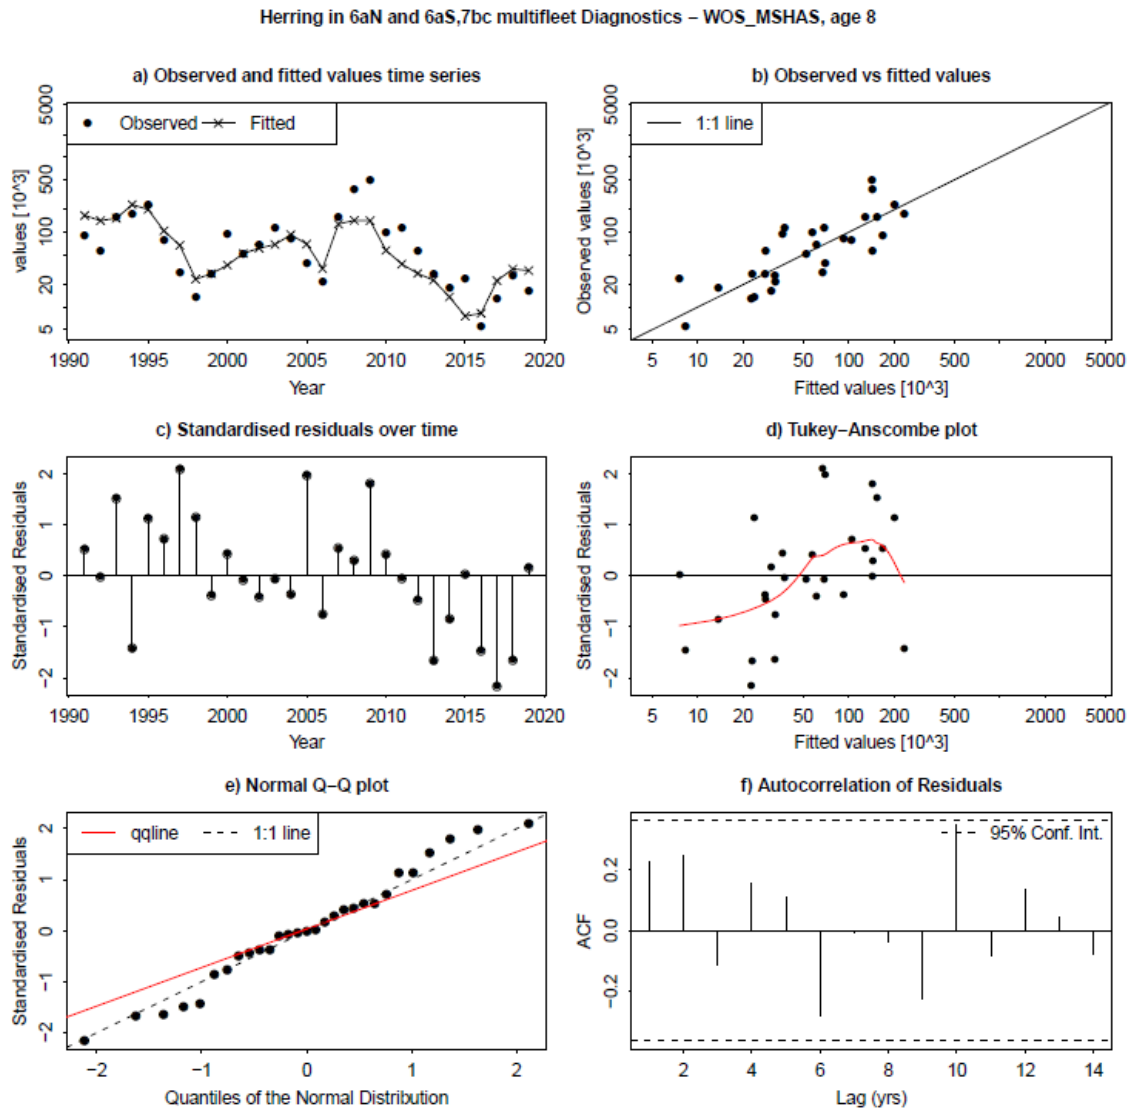 Herring in 6aN and 6aS,7bc multifleet Diagnostics – WOS_MSHAS, age 8
a) Observed and fitted values time series
values [10^3]
5000
500
100
20
5
Observed
Fitted
1990 1995 2000 2005 2010 2015 2020
Year
b) Observed vs fitted values
Observed values [10^3]
5000
500
100
20
5
1:1 line
5 10 20 50 100 200 500 2000 5000
Fitted values [10^3]
c) Standardised residuals over time
Standardised Residuals
2
1
0
−1
−2
1990 1995 2000 2005 2010 2015 2020
Year
d) Tukey−Anscombe plot
Standardised Residuals
2
1
0
−1
−2
5 10 20 50 100 200 500 2000 5000
Fitted values [10^3]
e) Normal Q−Q plot
Standardised Residuals
2
1
0
−1
−2
qqline
1:1 line
−2 −1 0 1 2
Quantiles of the Normal Distribution
f) Autocorrelation of Residuals
ACF
0.2
0.0
−0.2
95% Conf. Int.
2 4 6 8 10 12 14
Lag (yrs)